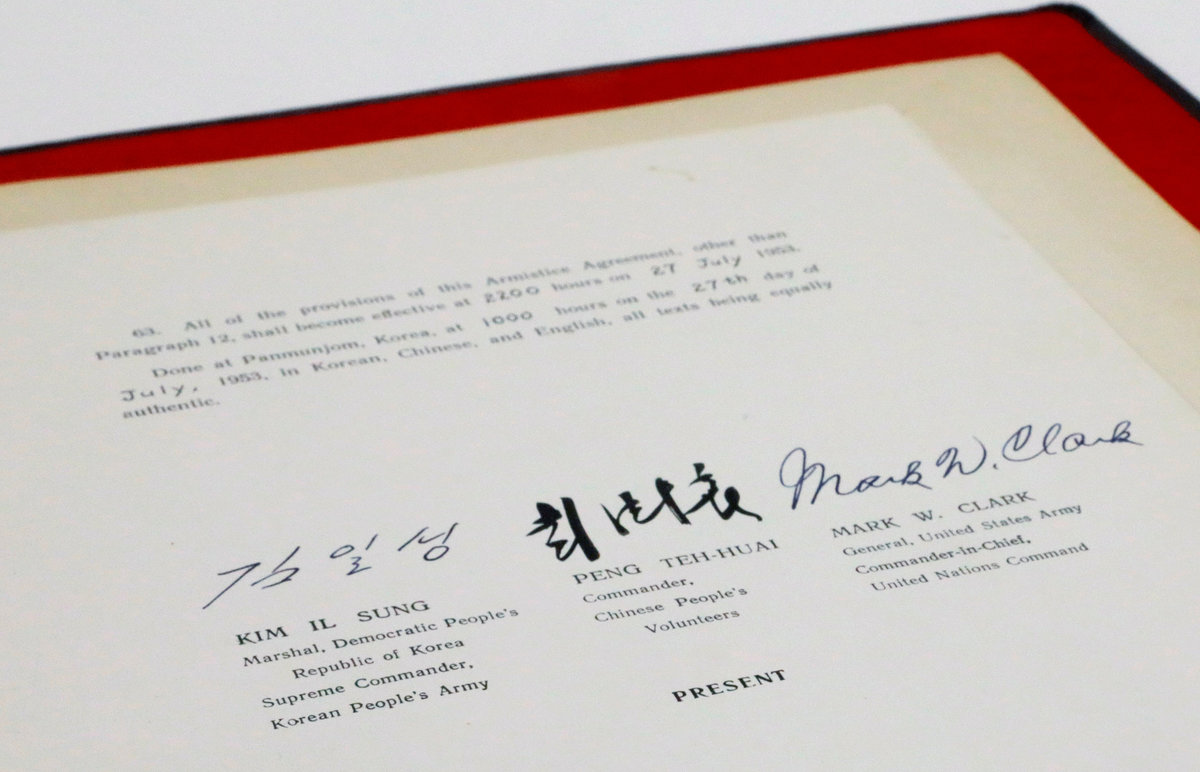 63. All of the provisions of this Armistice Agreement, other than
Paragraph 12, shall become effective at 2200 hours on 27 July 1953.
Done at Panmunjom, Korea, at 1000 hours on the 27th day of
July, 1953, in Korean, Chinese, and English, all texts being equally
authentic.
김일성
彭德懷
Mark W. Clark
KIM IL SUNG
Marshal, Democratic People's
Republic of Korea
Supreme Commander,
Korean People's Army
PENG TEH-HUAI
Commander,
Chinese People's
Volunteers
MARK W. CLARK
General, United States Army
Commander-in-Chief,
United Nations Command
PRESENT